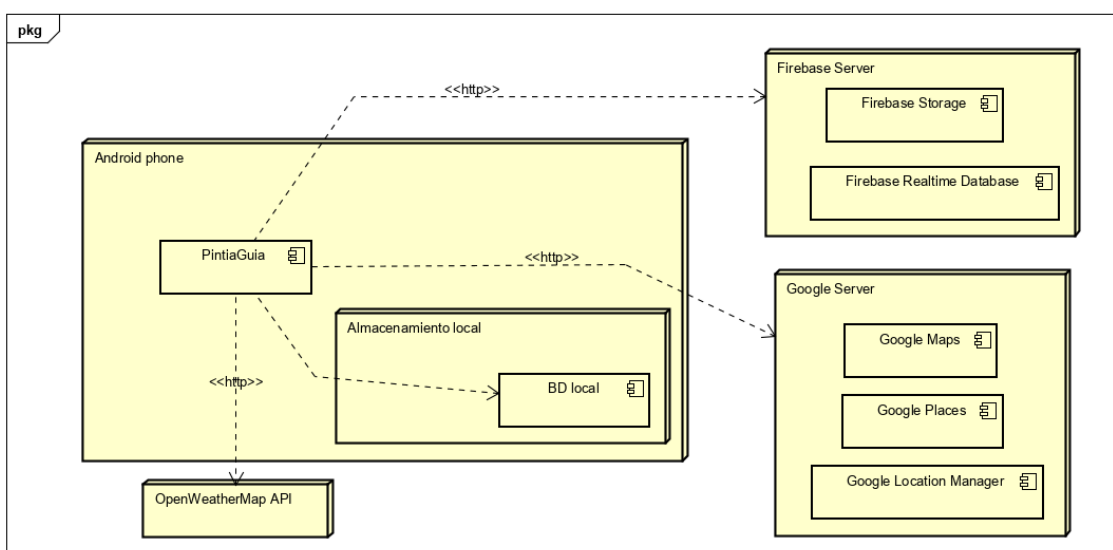 pkg
Firebase Server
<<http>>
Firebase Storage
Android phone
Firebase Realtime Database
PintiaGuia
<<http>>
Google Server
Almacenamiento local
Google Maps
<<http>>
BD local
Google Places
Google Location Manager
OpenWeatherMap API